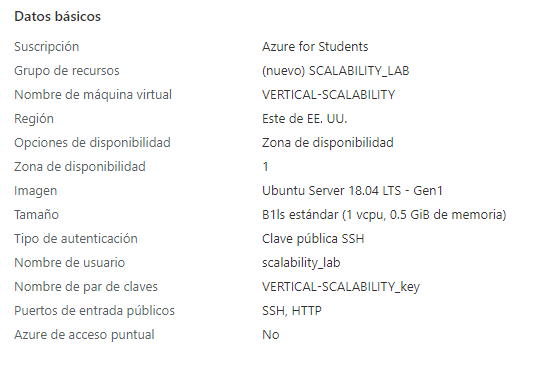 Datos básicos
Suscripción Azure for Students
Grupo de recursos (nuevo) SCALABILITY_LAB
Nombre de máquina virtual VERTICAL-SCALABILITY
Región Este de EE. UU.
Opciones de disponibilidad Zona de disponibilidad
Zona de disponibilidad 1
Imagen Ubuntu Server 18.04 LTS - Gen1
Tamaño B1ls estándar (1 vcpu, 0.5 GiB de memoria)
Tipo de autenticación Clave pública SSH
Nombre de usuario scalability_lab
Nombre de par de claves VERTICAL-SCALABILITY_key
Puertos de entrada públicos SSH, HTTP
Azure de acceso puntual No